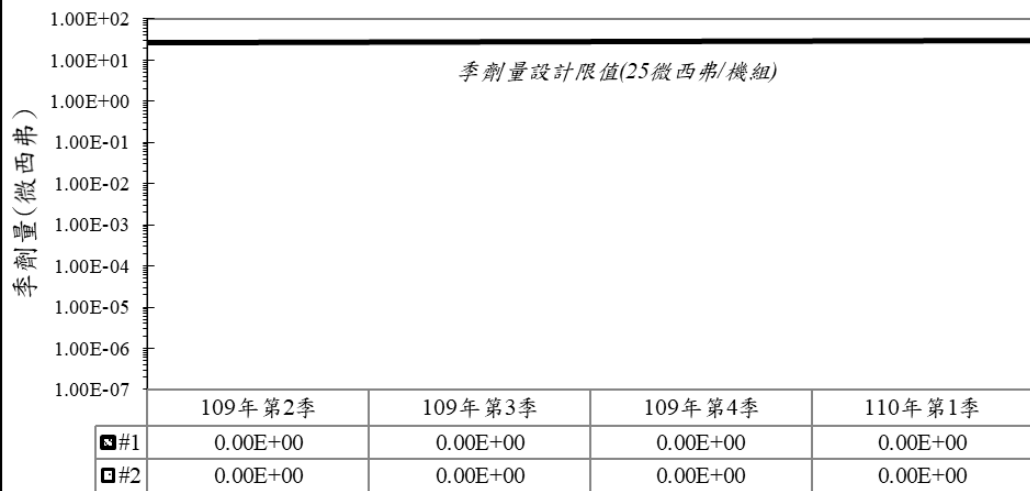 季劑量(微西弗)
1.00E+02
1.00E+01
1.00E+00
1.00E-01
1.00E-02
1.00E-03
1.00E-04
1.00E-05
1.00E-06
1.00E-07
季劑量設計限值(25微西弗/機組)
109年第2季 109年第3季 109年第4季 110年第1季
#1 0.00E+00 0.00E+00 0.00E+00 0.00E+00
#2 0.00E+00 0.00E+00 0.00E+00 0.00E+00